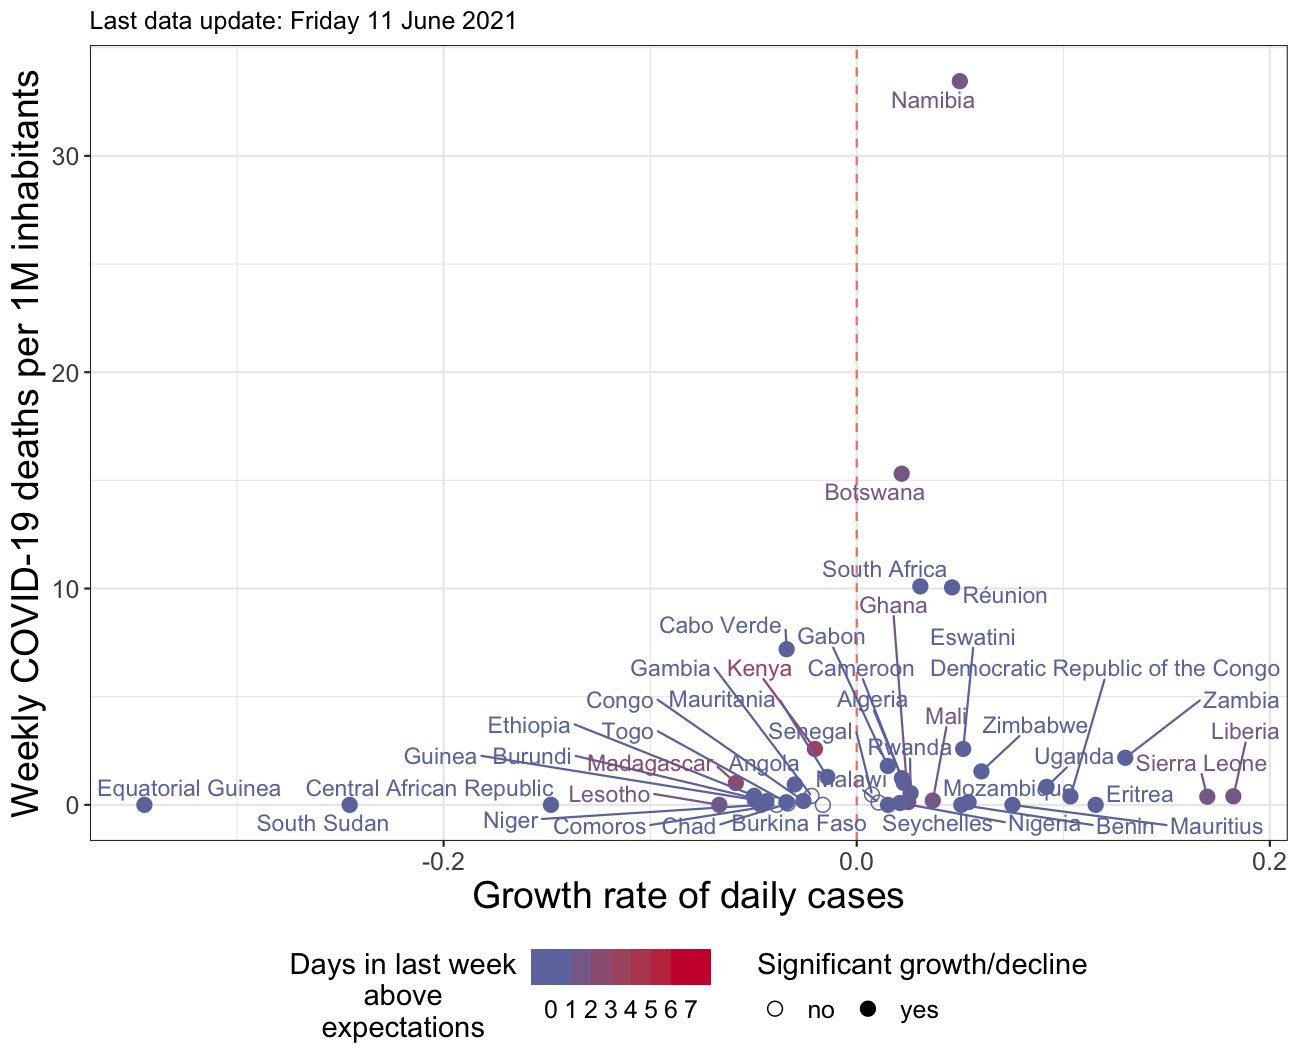 Last data update: Friday 11 June 2021
Weekly COVID-19 deaths per 1M inhabitants
30
20
10
0
Namibia
Botswana
South Africa
Réunion
Ghana
Cabo Verde
Gabon
Eswatini
Gambia
Kenya
Cameroon
Democratic Republic of the Congo
Congo
Mauritania
Algeria
Zambia
Ethiopia
Togo
Senegal
Mali
Zimbabwe
Liberia
Guinea
Burundi
Madagascar
Angola
Rwanda
Uganda
Sierra Leone
Equatorial Guinea
Central African Republic
Lesotho
Malawi
Mozambique
Eritrea
South Sudan
Niger
Comoros
Chad
Burkina Faso
Seychelles
Nigeria
Benin
Mauritius
-0.2
0.0
0.2
Growth rate of daily cases
Days in last week
above
expectations
0 1 2 3 4 5 6 7
Significant growth/decline
no
yes